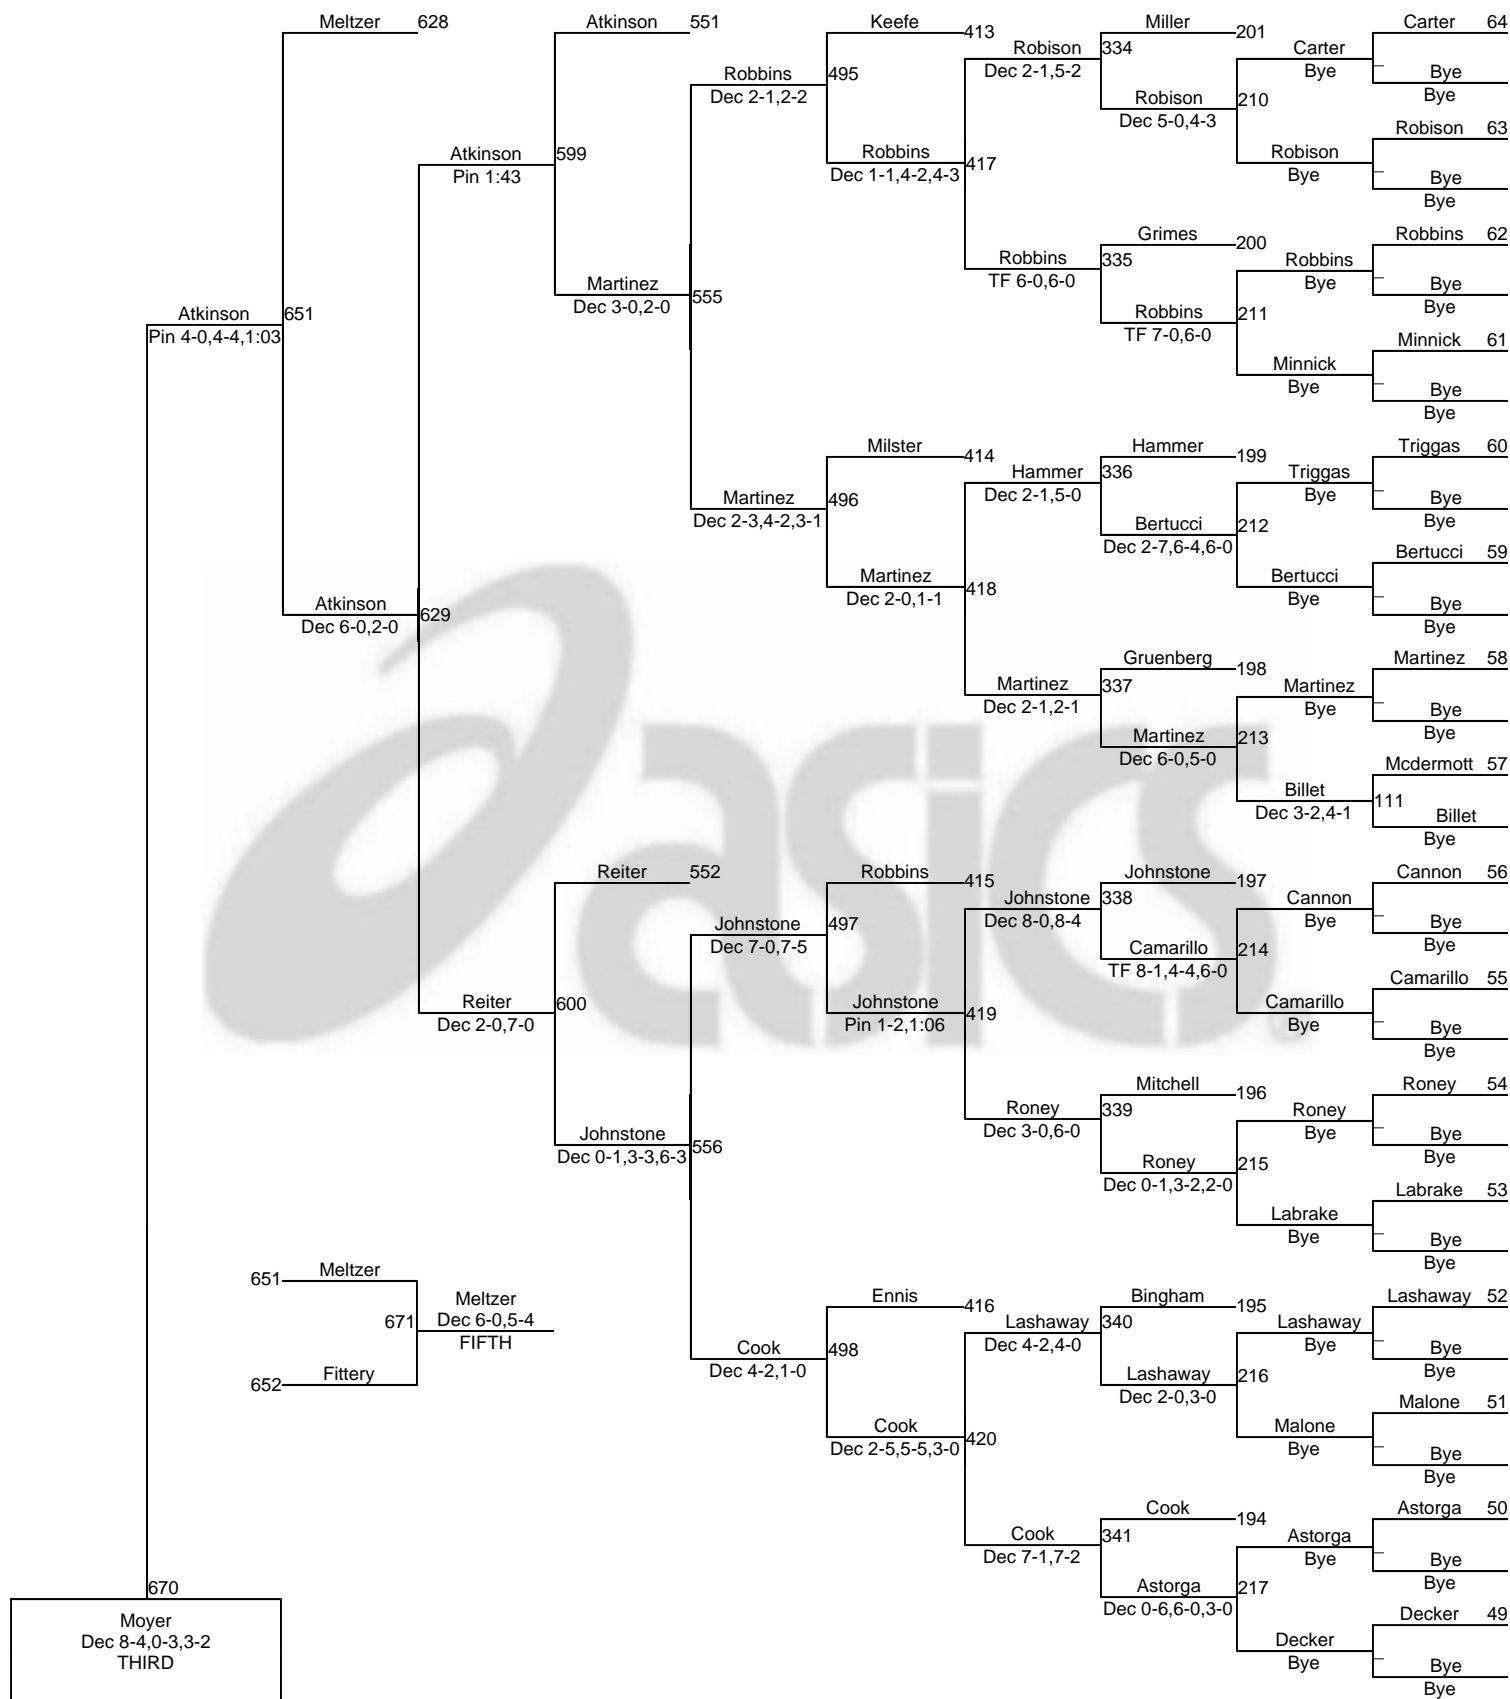 Meltzer 628
Atkinson 551
Keefe 413
Miller 201
Carter 64
Robison 334
Dec 2-1,5-2
Carter
Bye
Bye
Bye
Robbins 495
Dec 2-1,2-2
Robison 210
Dec 5-0,4-3
Robison 63
Atkinson 599
Pin 1:43
Robbins 417
Dec 1-1,4-2,4-3
Robison
Bye
Bye
Bye
Grimes 200
Robbins 62
Robbins 335
TF 6-0,6-0
Robbins
Bye
Bye
Bye
Martinez 555
Dec 3-0,2-0
Atkinson 651
Pin 4-0,4-4,1:03
Robbins 211
TF 7-0,6-0
Minnick 61
Minnick
Bye
Bye
Bye
Milster 414
Hammer 199
Triggas 60
Hammer 336
Dec 2-1,5-0
Triggas
Bye
Bye
Bye
Martinez 496
Dec 2-3,4-2,3-1
Bertucci 212
Dec 2-7,6-4,6-0
Bertucci 59
Martinez 418
Dec 2-0,1-1
Bertucci
Bye
Bye
Bye
Atkinson 629
Dec 6-0,2-0
Gruenberg 198
Martinez 58
Martinez 337
Dec 2-1,2-1
Martinez
Bye
Bye
Bye
Martinez 213
Dec 6-0,5-0
Mcdermott 57
Billet 111
Dec 3-2,4-1
Billet
Bye
asics®
Reiter 552
Robbins 415
Johnstone 197
Cannon 56
Johnstone 338
Dec 8-0,8-4
Cannon
Bye
Bye
Bye
Johnstone 497
Dec 7-0,7-5
Camarillo 214
TF 8-1,4-4,6-0
Camarillo 55
Reiter 600
Dec 2-0,7-0
Johnstone 419
Pin 1-2,1:06
Camarillo
Bye
Bye
Bye
Mitchell 196
Roney 54
Roney 339
Dec 3-0,6-0
Roney
Bye
Bye
Bye
Johnstone 556
Dec 0-1,3-3,6-3
Roney 215
Dec 0-1,3-2,2-0
Labrake 53
Labrake
Bye
Bye
Bye
651 Meltzer
Meltzer
671 Dec 6-0,5-4
FIFTH
652 Fittery
Ennis 416
Bingham 195
Lashaway 52
Lashaway 340
Dec 4-2,4-0
Lashaway
Bye
Bye
Bye
Cook 498
Dec 4-2,1-0
Lashaway 216
Dec 2-0,3-0
Malone 51
Cook 420
Dec 2-5,5-5,3-0
Malone
Bye
Bye
Bye
Cook 194
Astorga 50
Cook 341
Dec 7-1,7-2
Astorga
Bye
Bye
Bye
Astorga 217
Dec 0-6,6-0,3-0
Decker 49
Decker
Bye
Bye
Bye
670
Moyer
Dec 8-4,0-3,3-2
THIRD